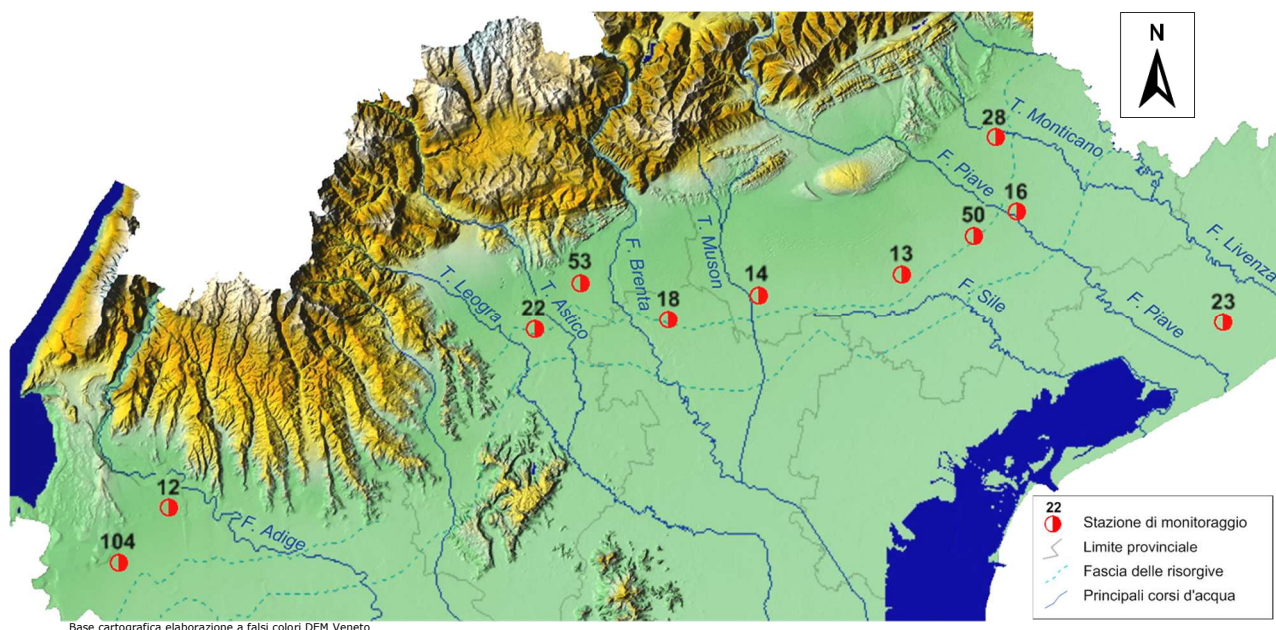 N
28
T. Monticano
F. Piave
16
50
F. Livenza
53
F. Brenta
T. Muson
13
14
T. Leogra
T. Astico
22
18
F. Sile
F. Piave
23
12
F. Adige
104
22
Stazione di monitoraggio
Limite provinciale
Fascia delle risorgive
Principali corsi d'acqua
Base cartografica elaborazione a falsi colori DEM Veneto